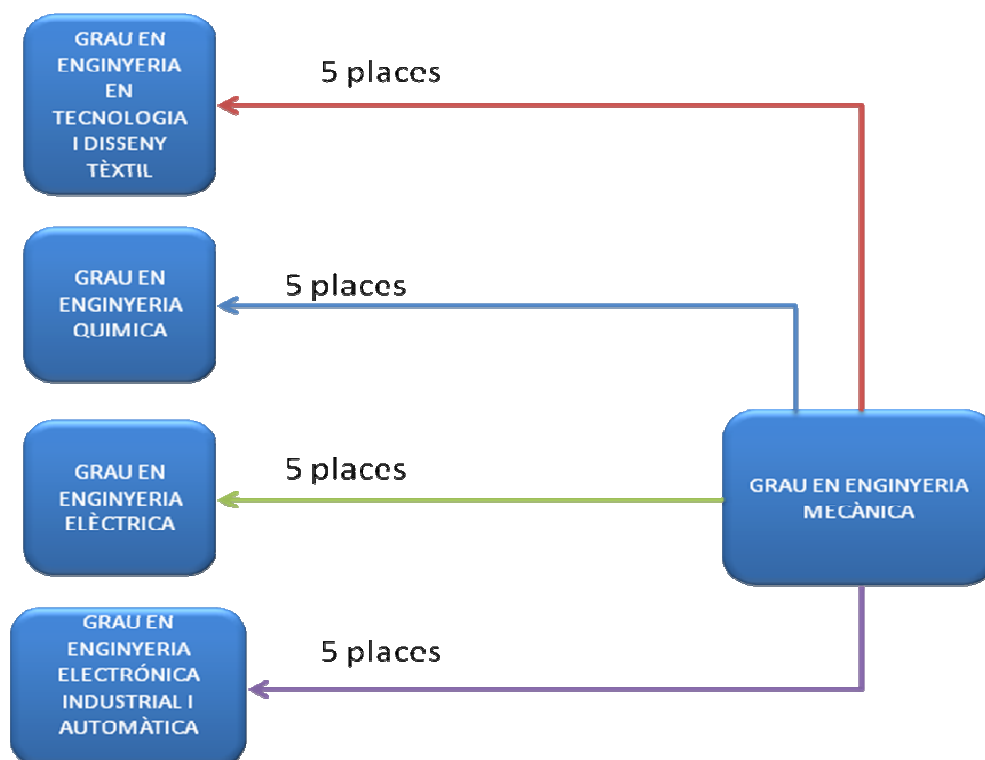 GRAU EN
ENGINYERIA
EN
TECNOLOGIA
I DISSENY
TÈXTIL
5 places
GRAU EN
ENGINYERIA
QUIMICA
5 places
GRAU EN
ENGINYERIA
ELÈCTRICA
5 places
GRAU EN ENGINYERIA
MECÀNICA
GRAU EN
ENGINYERIA
ELECTRÓNICA
INDUSTRIAL I
AUTOMÀTICA
5 places